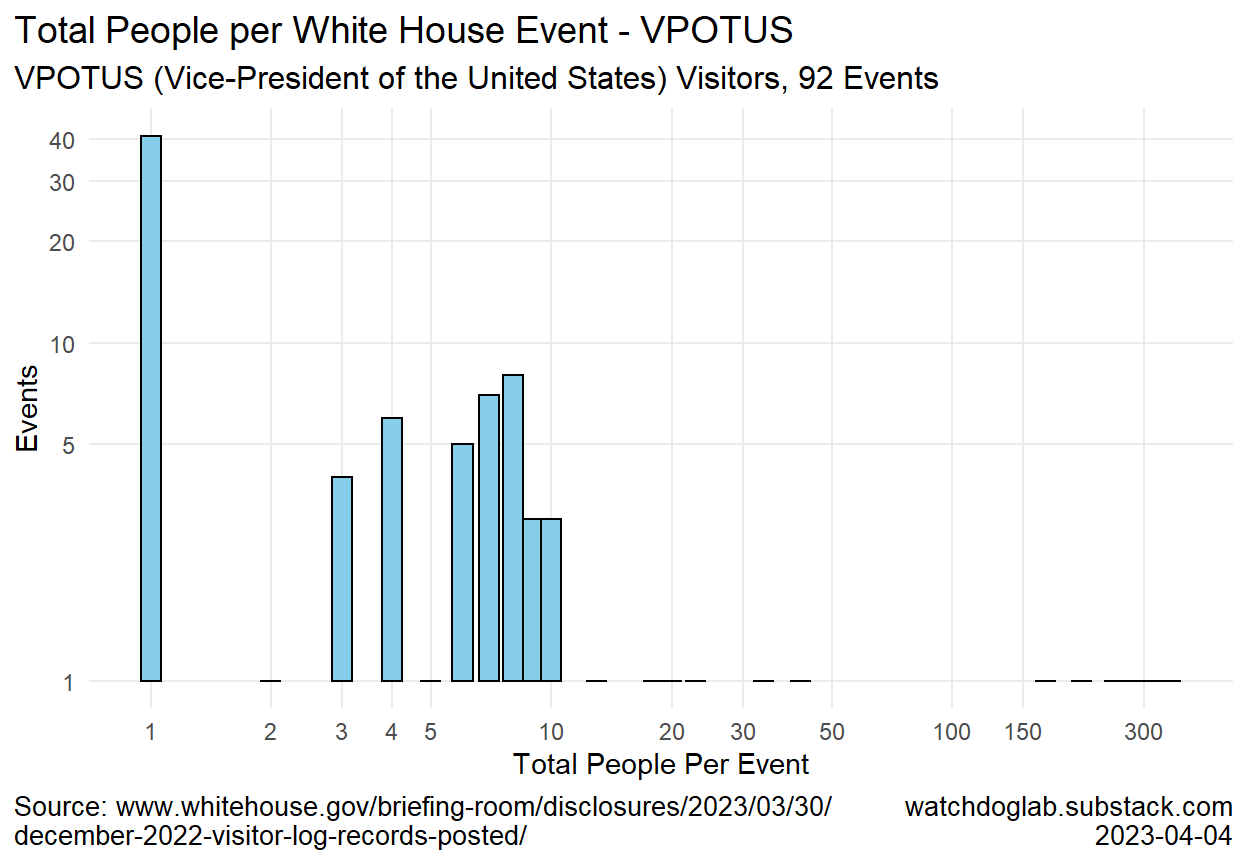 Total People per White House Event - VPOTUS
VPOTUS (Vice-President of the United States) Visitors, 92 Events
40
30
20
10
5
1
Events
1 2 3 4 5 10 20 30 50 100 150 300
Total People Per Event
Source: www.whitehouse.gov/briefing-room/disclosures/2023/03/30/
december-2022-visitor-log-records-posted/
watchdoglab.substack.com
2023-04-04